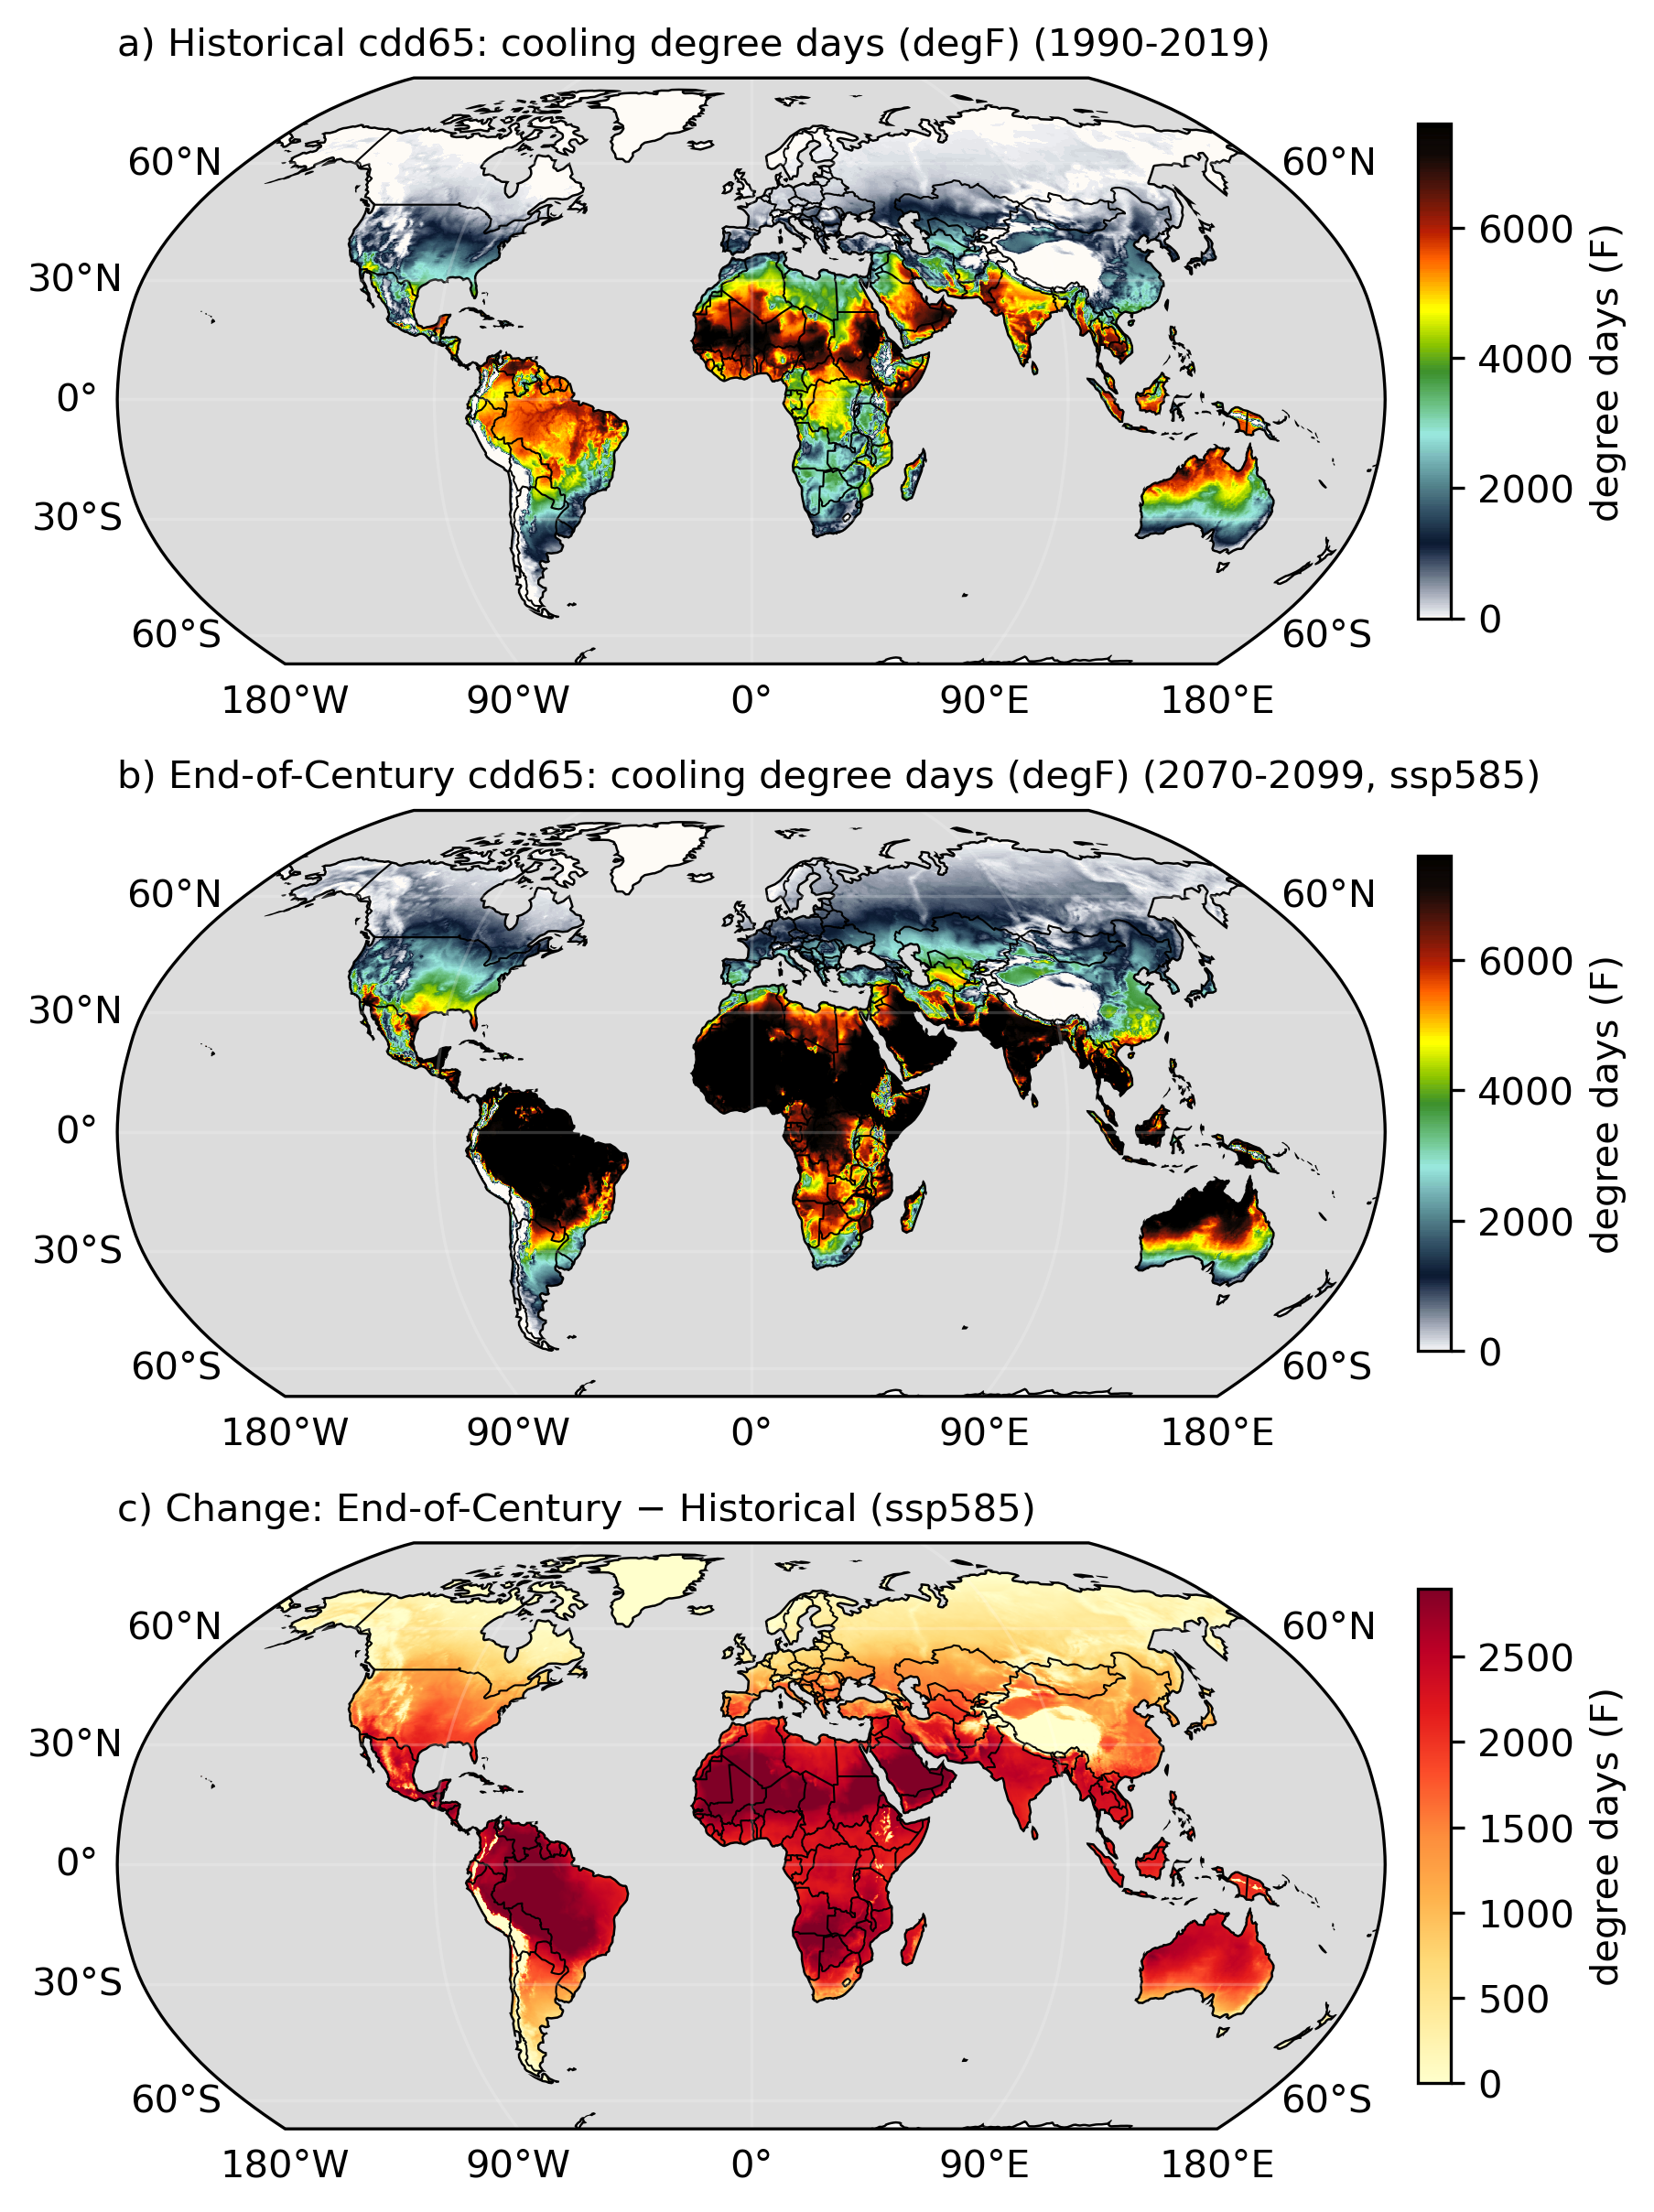 a) Historical cdd65: cooling degree days (degF) (1990-2019)
60°N
60°N
30°N
0°
30°S
60°S
60°S
180°W
90°W
0°
90°E
180°E
6000
4000
2000
0
degree days (F)
b) End-of-Century cdd65: cooling degree days (degF) (2070-2099, ssp585)
60°N
60°N
30°N
0°
30°S
60°S
60°S
180°W
90°W
0°
90°E
180°E
6000
4000
2000
0
degree days (F)
c) Change: End-of-Century − Historical (ssp585)
60°N
60°N
30°N
0°
30°S
60°S
60°S
180°W
90°W
0°
90°E
180°E
2500
2000
1500
1000
500
0
degree days (F)